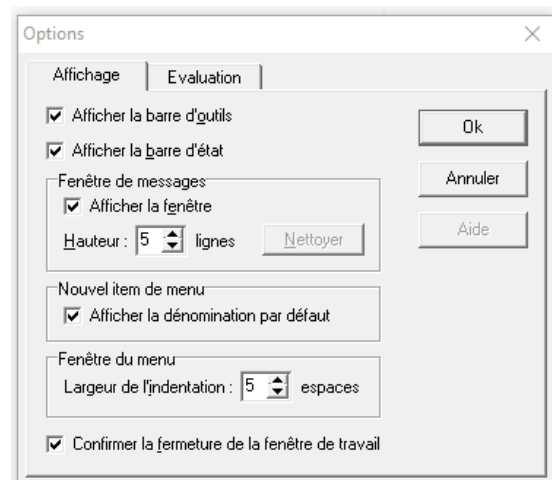 Options
Affichage
Evaluation
Afficher la barre d'outils
Ok
Afficher la barre d'état
Annuler
Fenêtre de messages
Afficher la fenêtre
Aide
Hauteur : 5 lignes
Nettoyer
Nouvel item de menu
Afficher la dénomination par défaut
Fenêtre du menu
Largeur de l'indentation : 5 espaces
Confirmer la fermeture de la fenêtre de travail